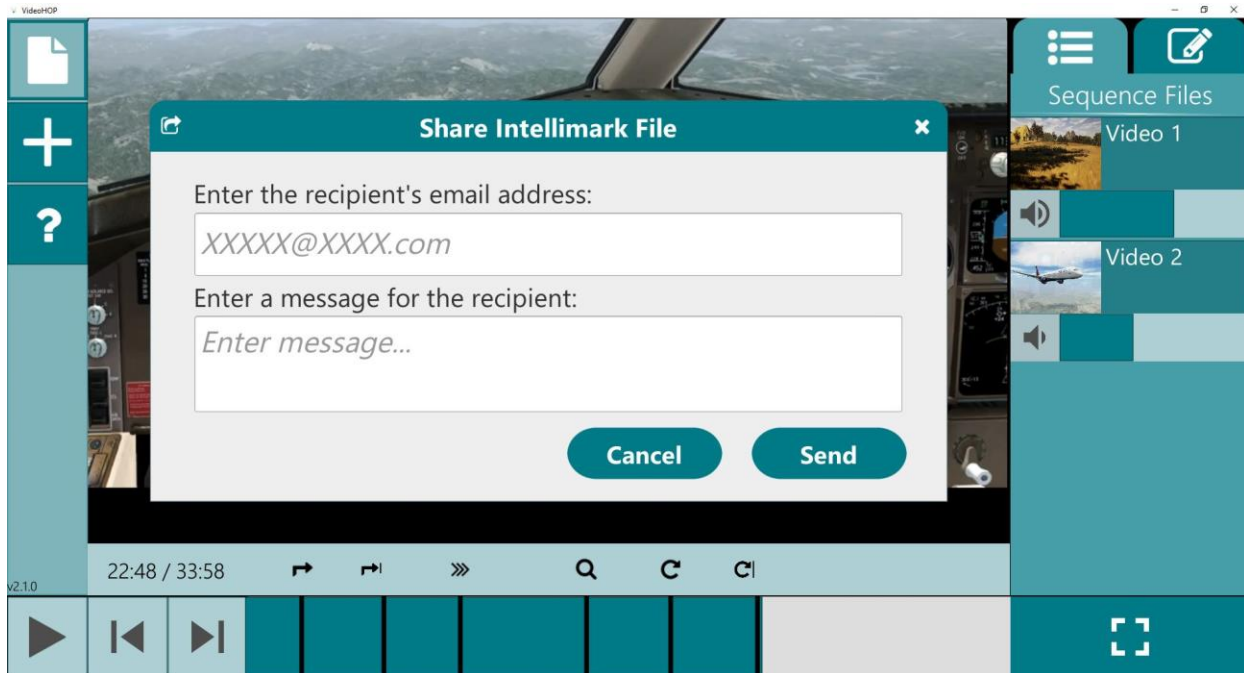 VideoHOP
Sequence Files
Share Intellimark File
Video 1
Enter the recipient's email address:
XXXXX@XXXX.com
Video 2
Enter a message for the recipient:
Enter message...
Cancel
Send
22:48 / 33:58
v2.1.0